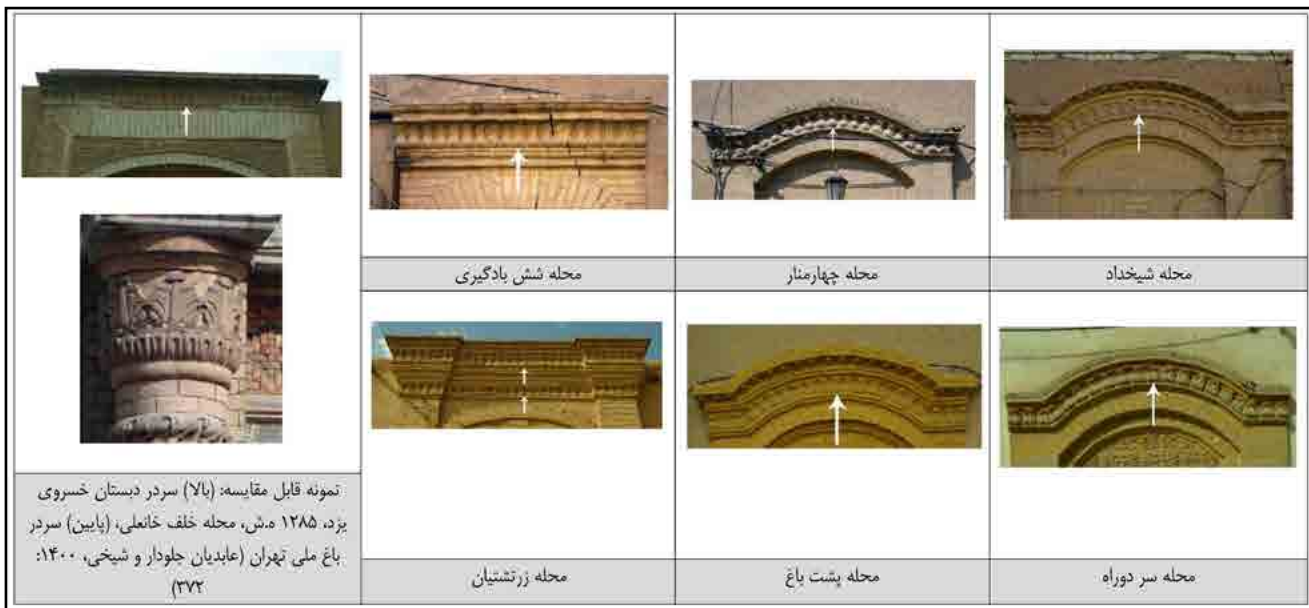 محله شیخداد
محله چهارمنار
محله شش بادگیری
محله سر دوراه
محله پشت باغ
محله زرتشتیان
نمونه قابل مقایسه: (بالا) سردر دبستان خسروی
یزد، ۱۲۸۵ ه.ش، محله خلف خانعلی، (پایین) سردر
باغ ملی تهران (عابدیان جلودار و شیخی، ۱۴۰۰:
۳۷۲)